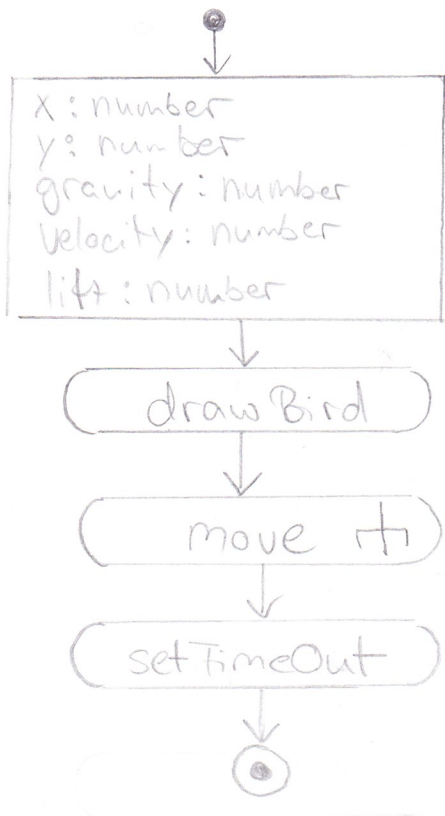 x : number
y : number
gravity : number
velocity : number
lift : number
drawBird
move
setTimeOut